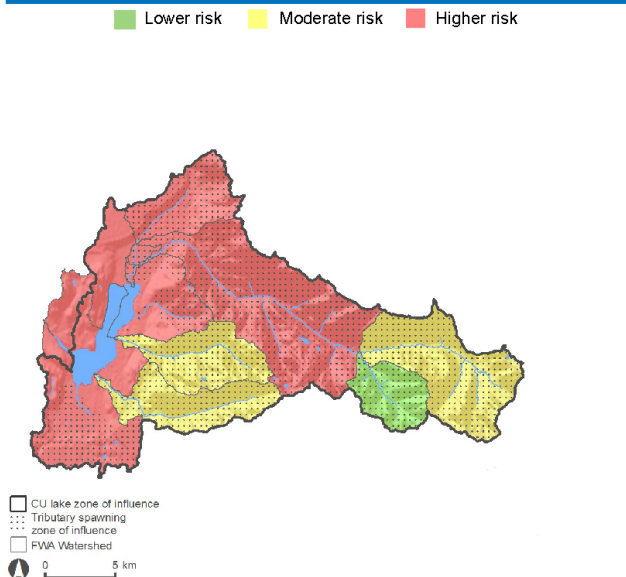 Lower risk Moderate risk Higher risk
CU lake zone of influence
Tributary spawning
zone of influence
FWA Watershed
0 5 km